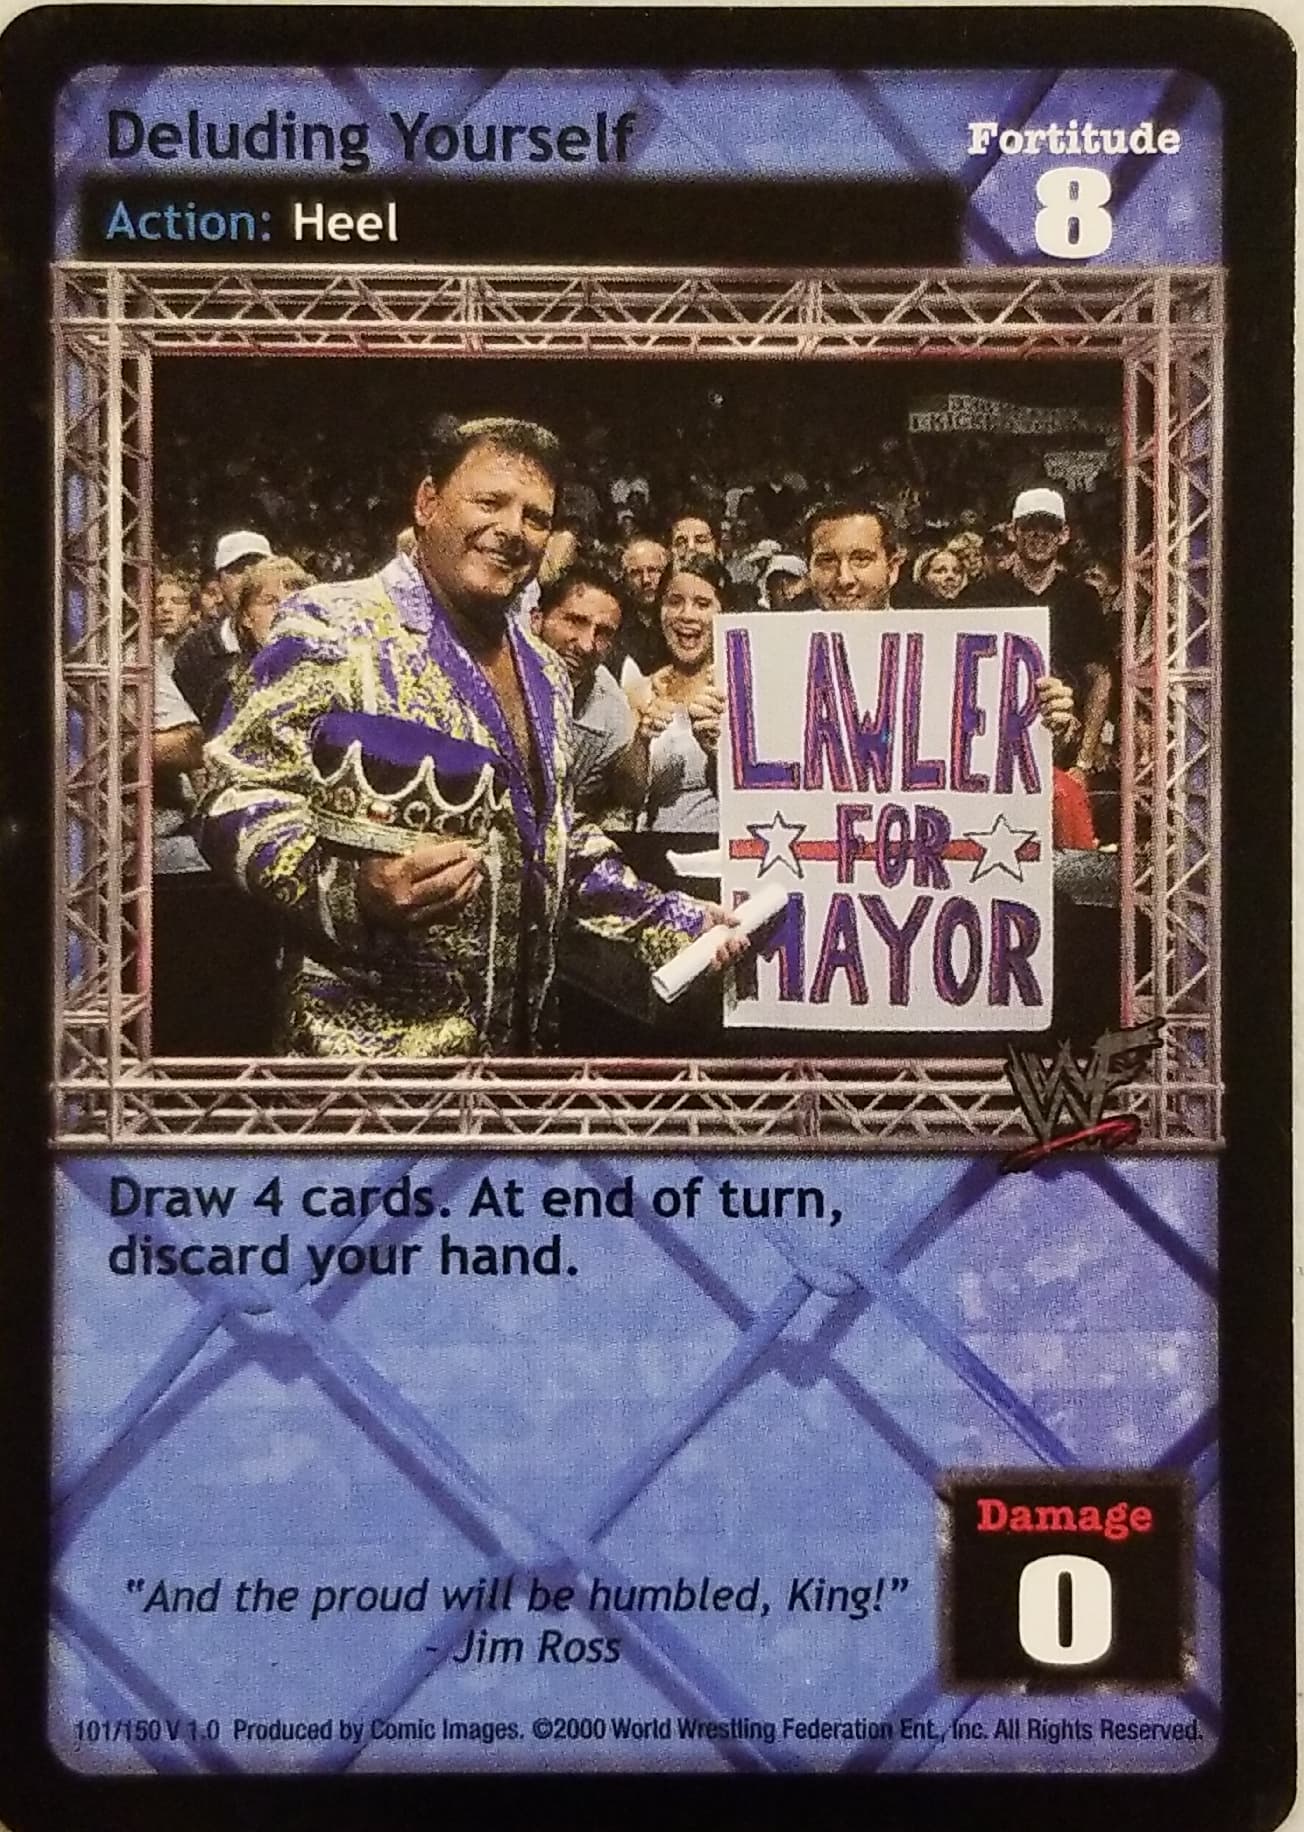 Deluding Yourself
Fortitude
8
Action: Heel
LAWLER
FOR
MAYOR
WF
Draw 4 cards. At end of turn,
discard your hand.
Damage
0
"And the proud will be humbled, King!"
- Jim Ross
101/150 V 1.0 Produced by Comic Images. ©2000 World Wrestling Federation Ent., Inc. All Rights Reserved.